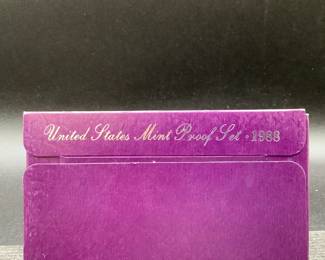 United States Mint Proof Set · 1988